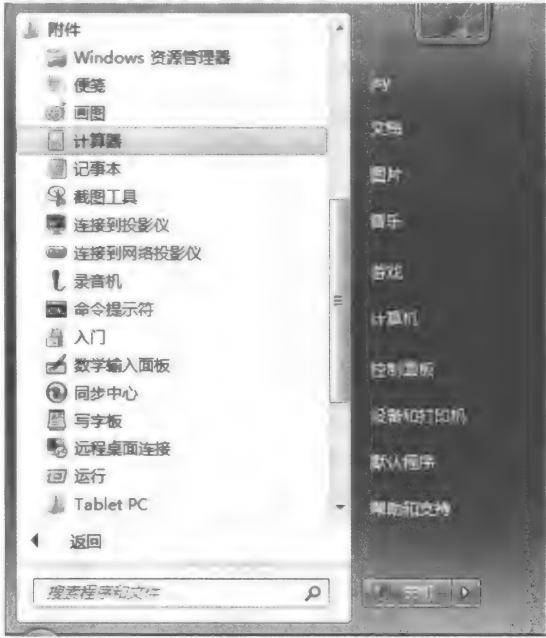 附件
Windows 资源管理器
便笺
画图
计算器
记事本
截图工具
连接到投影仪
连接到网络投影仪
录音机
命令提示符
入门
数学输入面板
同步中心
写字板
远程桌面连接
运行
Tablet PC
返回
搜索程序和文件
文档
图片
音乐
游戏
计算机
控制面板
设备和打印机
默认程序
帮助和支持
关机